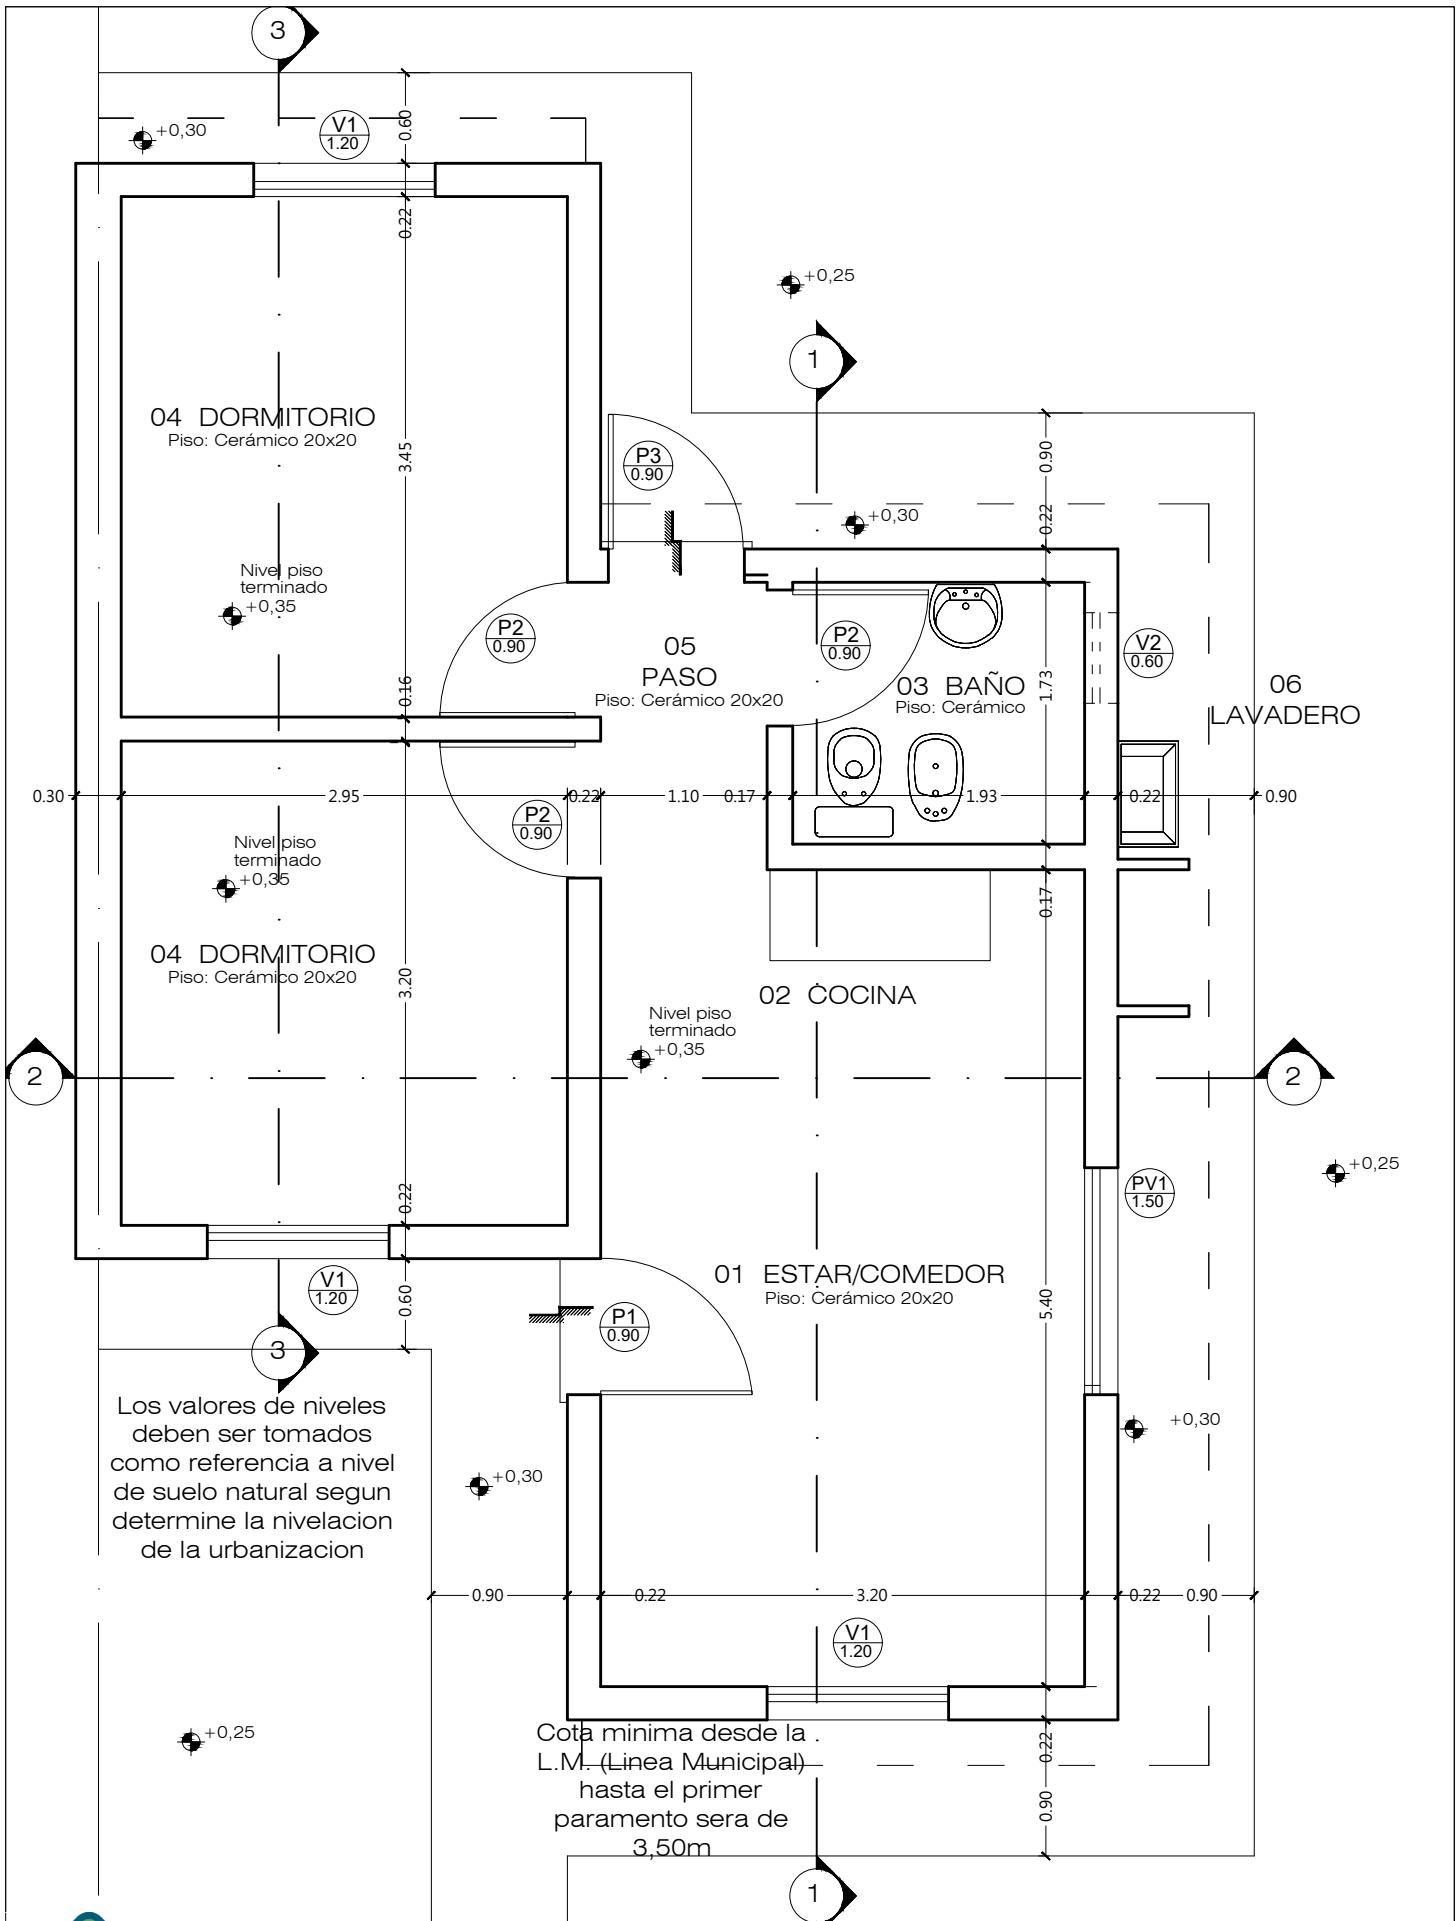 3
+0,30
V1
1.20
0.60
0.22
+0,25
1
04 DORMITORIO
Piso: Cerámico 20x20
3.45
P3
0.90
0.90
0.22
+0,30
Nivel piso
terminado
+0,35
P2
0.90
05
PASO
Piso: Cerámico 20x20
P2
0.90
03 BAÑO
Piso: Cerámico
1.73
V2
0.60
06
LAVADERO
0.16
0.30
2.95
0.22
1.10
0.17
1.93
0.22
0.90
P2
0.90
Nivel piso
terminado
+0,35
0.17
04 DORMITORIO
Piso: Cerámico 20x20
3.20
02 COCINA
Nivel piso
terminado
+0,35
2
2
+0,25
PV1
1.50
0.22
V1
1.20
0.60
01 ESTAR/COMEDOR
Piso: Cerámico 20x20
5.40
P1
0.90
3
Los valores de niveles
deben ser tomados
como referencia a nivel
de suelo natural segun
determine la nivelacion
de la urbanizacion
+0,30
+0,30
0.90
0.22
3.20
0.22
0.90
V1
1.20
+0,25
Cota minima desde la
L.M. (Linea Municipal)
hasta el primer
paramento sera de
3,50m
0.22
0.90
1